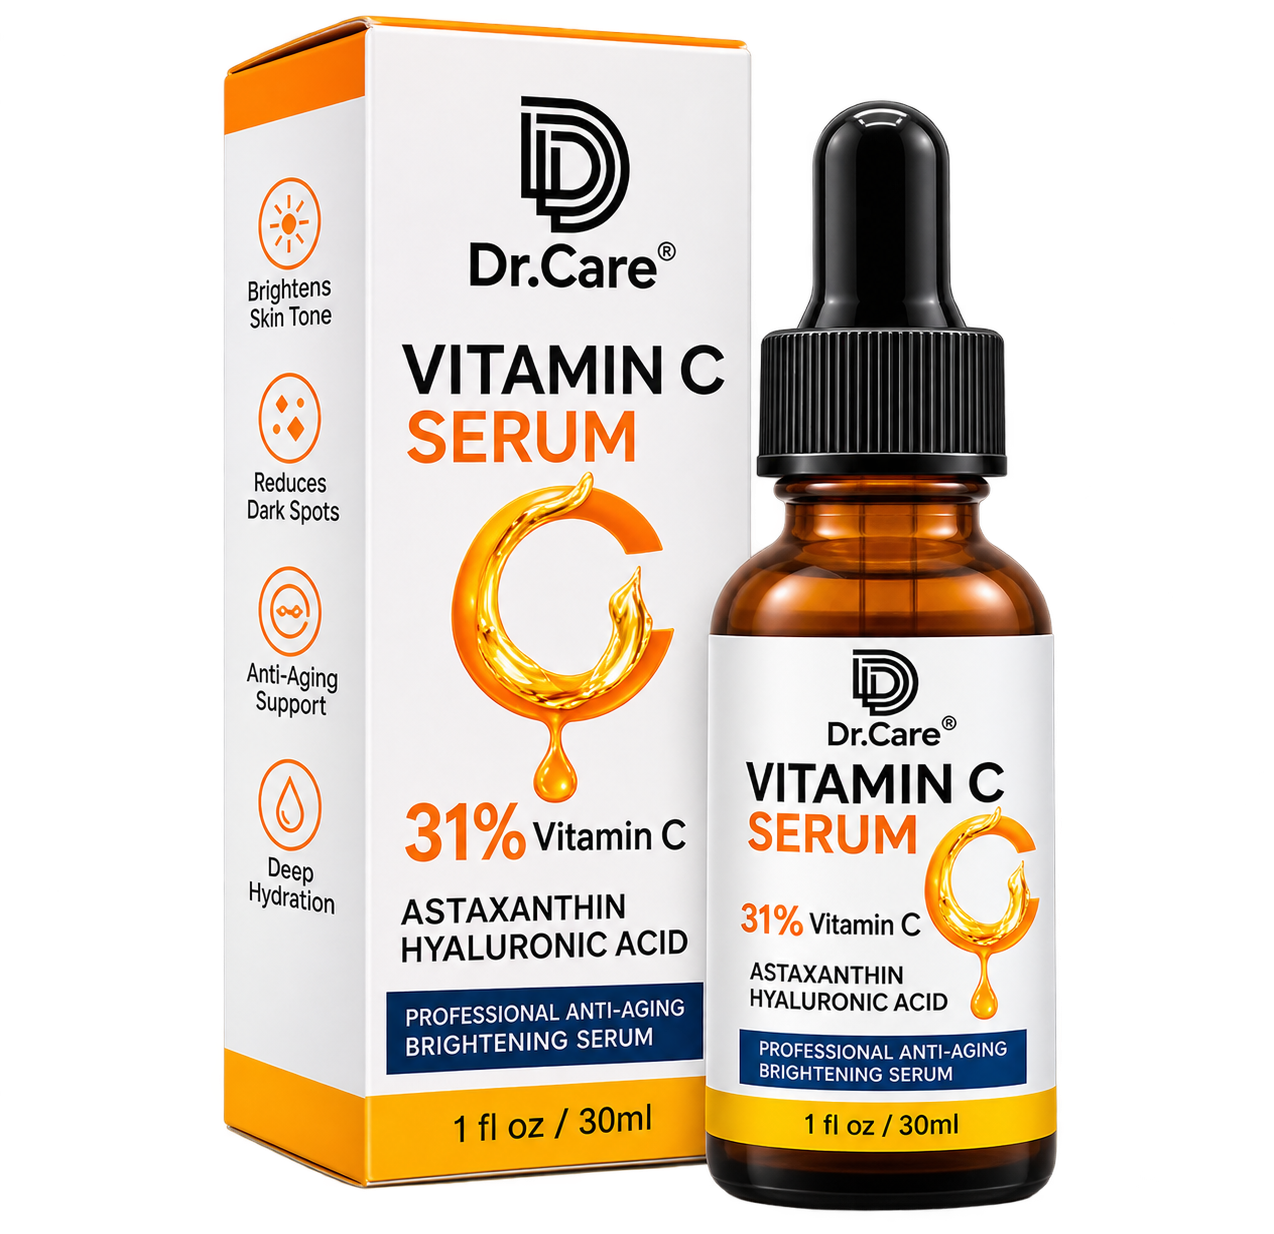 Brightens
Skin Tone
Reduces
Dark Spots
Anti-Aging
Support
Deep
Hydration
Dr.Care®
VITAMIN C
SERUM
31% Vitamin C
ASTAXANTHIN
HYALURONIC ACID
PROFESSIONAL ANTI-AGING
BRIGHTENING SERUM
1 fl oz / 30ml
Dr.Care®
VITAMIN C
SERUM
31% Vitamin C
ASTAXANTHIN
HYALURONIC ACID
PROFESSIONAL ANTI-AGING
BRIGHTENING SERUM
1 fl oz / 30ml